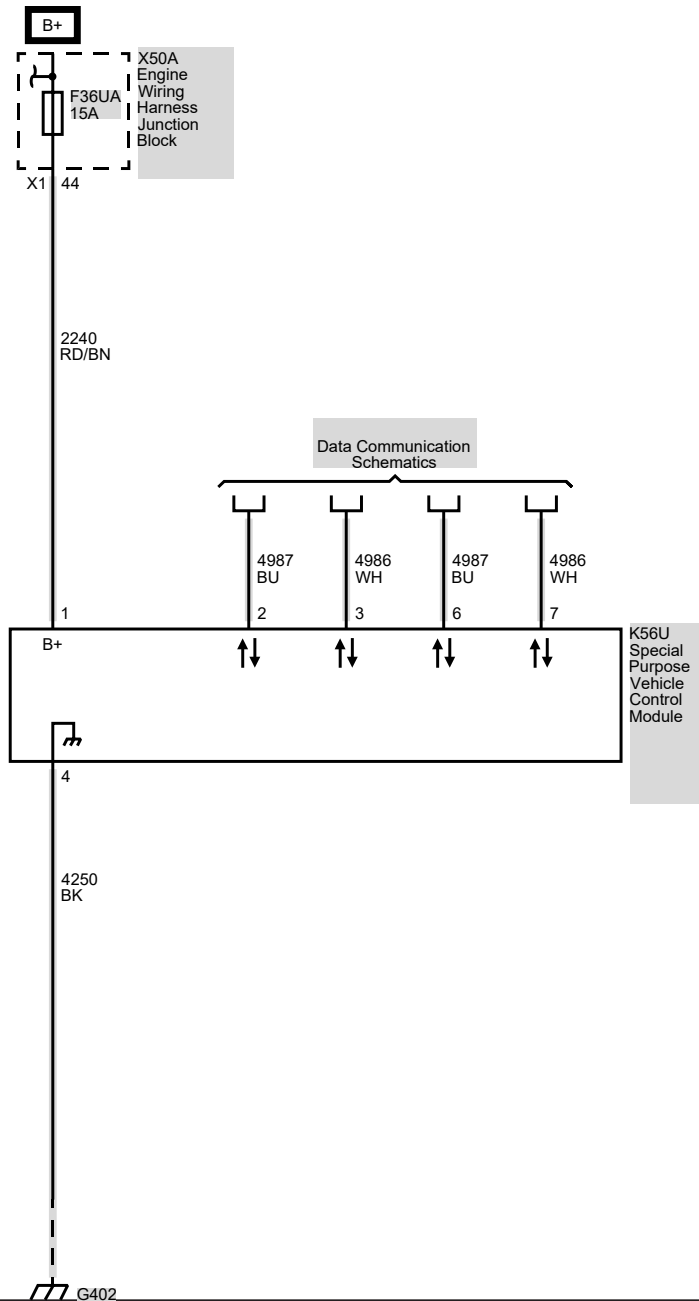 B+
X50A
Engine
Wiring
Harness
Junction
Block
F36UA
15A
X1 44
2240
RD/BN
Data Communication
Schematics
4987
BU
4986
WH
4987
BU
4986
WH
1
2
3
6
7
B+
K56U
Special
Purpose
Vehicle
Control
Module
4
4250
BK
G402